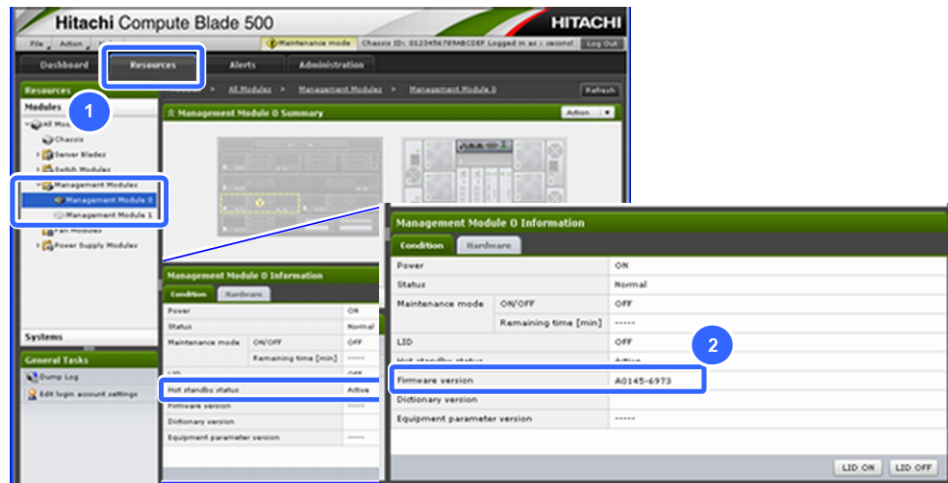 Hitachi Compute Blade 500
HITACHI
File Action
Maintenance mode Chassis ID: 0123456789ABCDEF Logged in as : Log Out
Dashboard Resources Alerts Administration
Resources
> All Modules > Management Modules > Management Module 0 Refresh
Modules
1
All
Chassis
Server Blades
Switch Modules
Management Modules
Management Module 0
Management Module 1
Fan Modules
Power Supply Modules
Systems
General Tasks
Dump Log
Edit login account settings
Management Module 0 Summary
Action
Management Module 0 Information
Condition Hardware
Power ON
Status Normal
Maintenance mode ON/OFF OFF
Remaining time [min] -----
LID OFF
Hot standby status Active
Firmware version -----
Dictionary version
Equipment parameter version -----
Management Module 0 Information
Condition Hardware
Power ON
Status Normal
Maintenance mode ON/OFF OFF
Remaining time [min] -----
LID OFF
2
Hot standby status Active
Firmware version A0145-6973
Dictionary version
Equipment parameter version -----
LID ON LID OFF